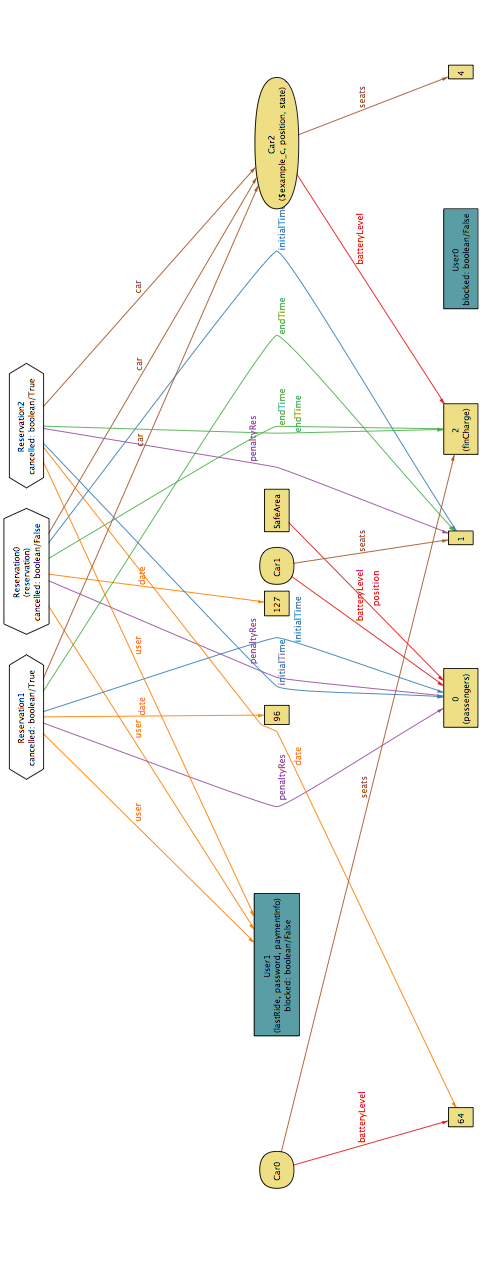 Reservation1
cancelled: boolean/True
Reservation0
(reservation)
cancelled: boolean/False
Reservation2
cancelled: boolean/True
user
user
date
user
date
car
car
car
penaltyRes
penaltyRes
Car0
User1
(lastRide, password, paymentInfo)
blocked: boolean/False
penaltyRes
96
initialTime
127
Car1
SafeArea
endTime
endTime
initialTime
Car2
($example_c, position, state)
date
initialTime
endTime
batteryLevel
seats
batteryLevel
position
seats
batteryLevel
seats
64
0
(passengers)
1
2
(finCharge)
User0
blocked: boolean/False
4